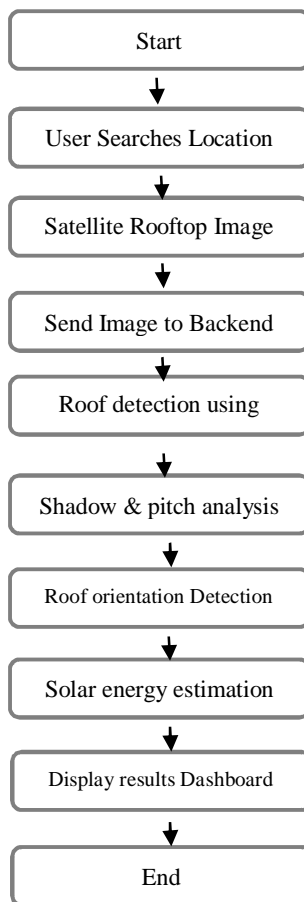 Start
User Searches Location
Satellite Rooftop Image
Send Image to Backend
Roof detection using
Shadow & pitch analysis
Roof orientation Detection
Solar energy estimation
Display results Dashboard
End